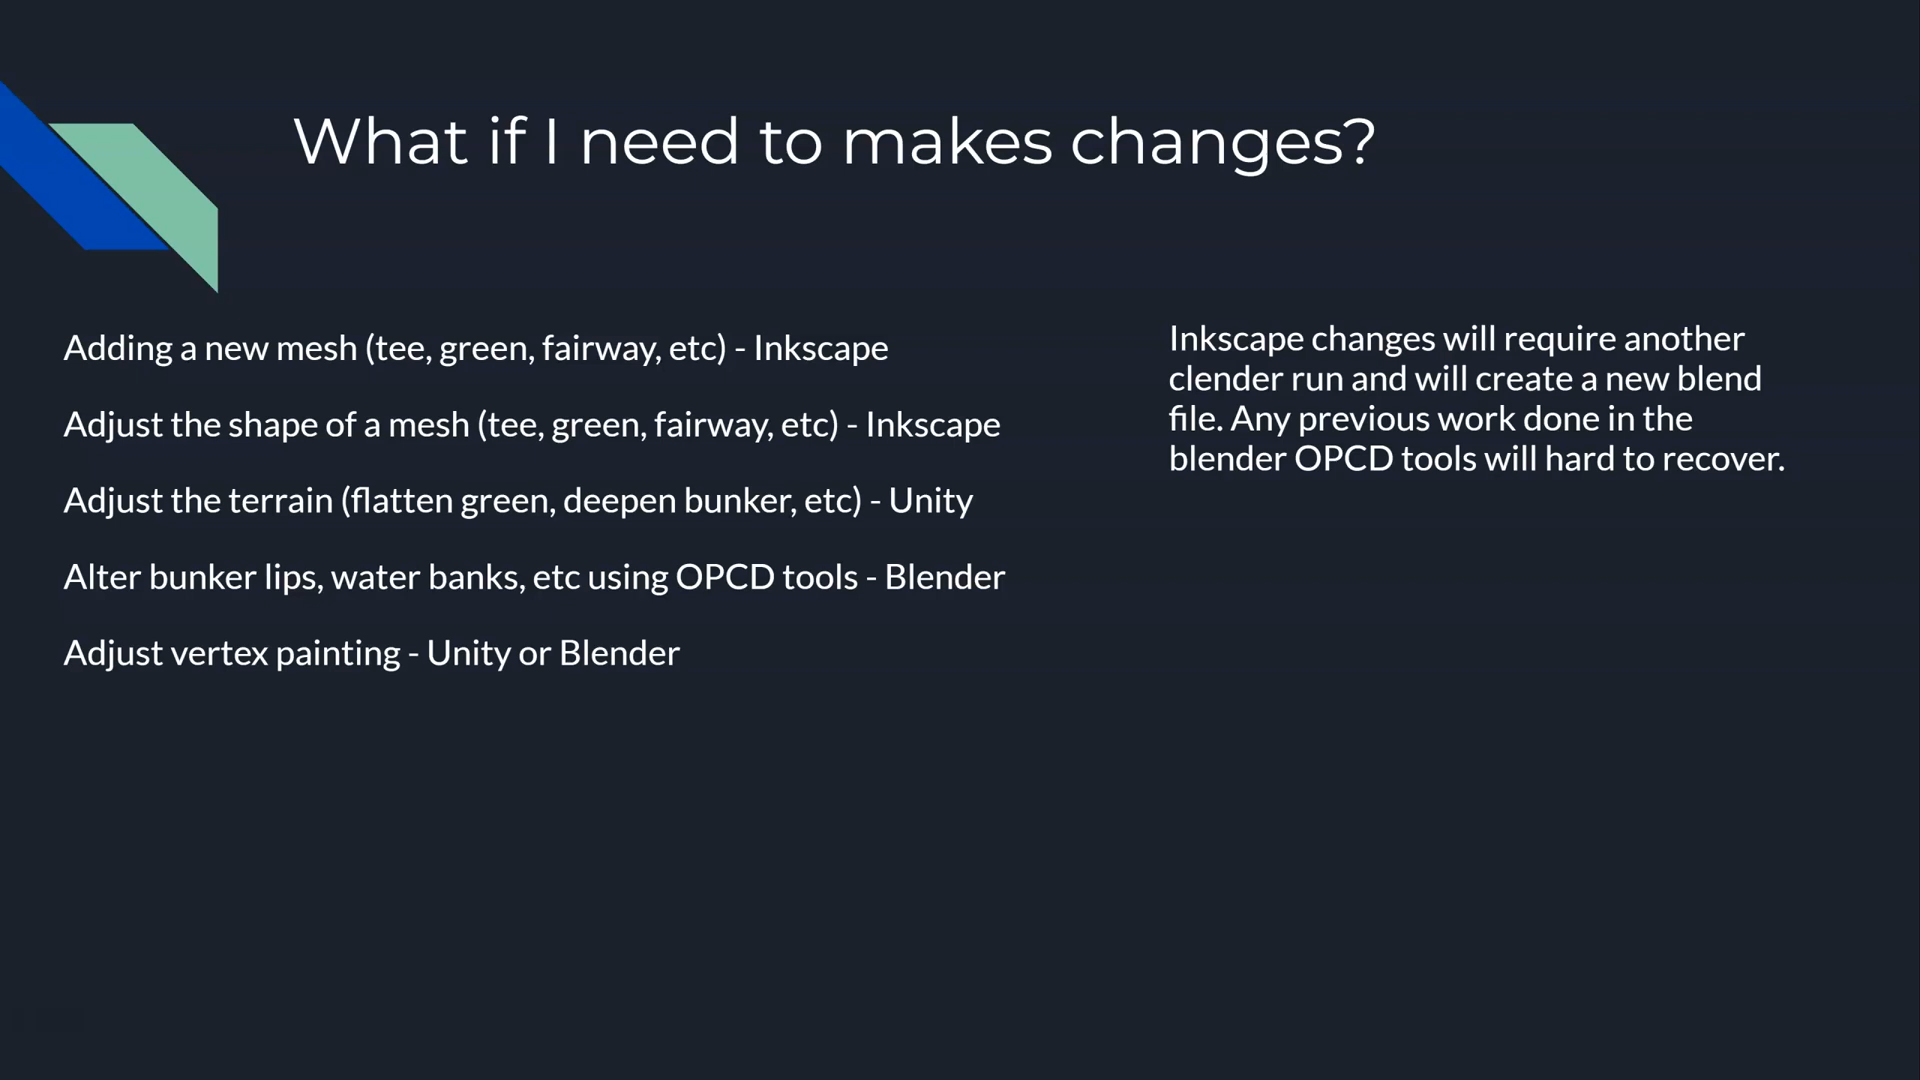 What if I need to makes changes?
Adding a new mesh (tee, green, fairway, etc) - Inkscape
Adjust the shape of a mesh (tee, green, fairway, etc) - Inkscape
Adjust the terrain (flatten green, deepen bunker, etc) - Unity
Alter bunker lips, water banks, etc using OPCD tools - Blender
Adjust vertex painting - Unity or Blender
Inkscape changes will require another
clender run and will create a new blend
file. Any previous work done in the
blender OPCD tools will hard to recover.